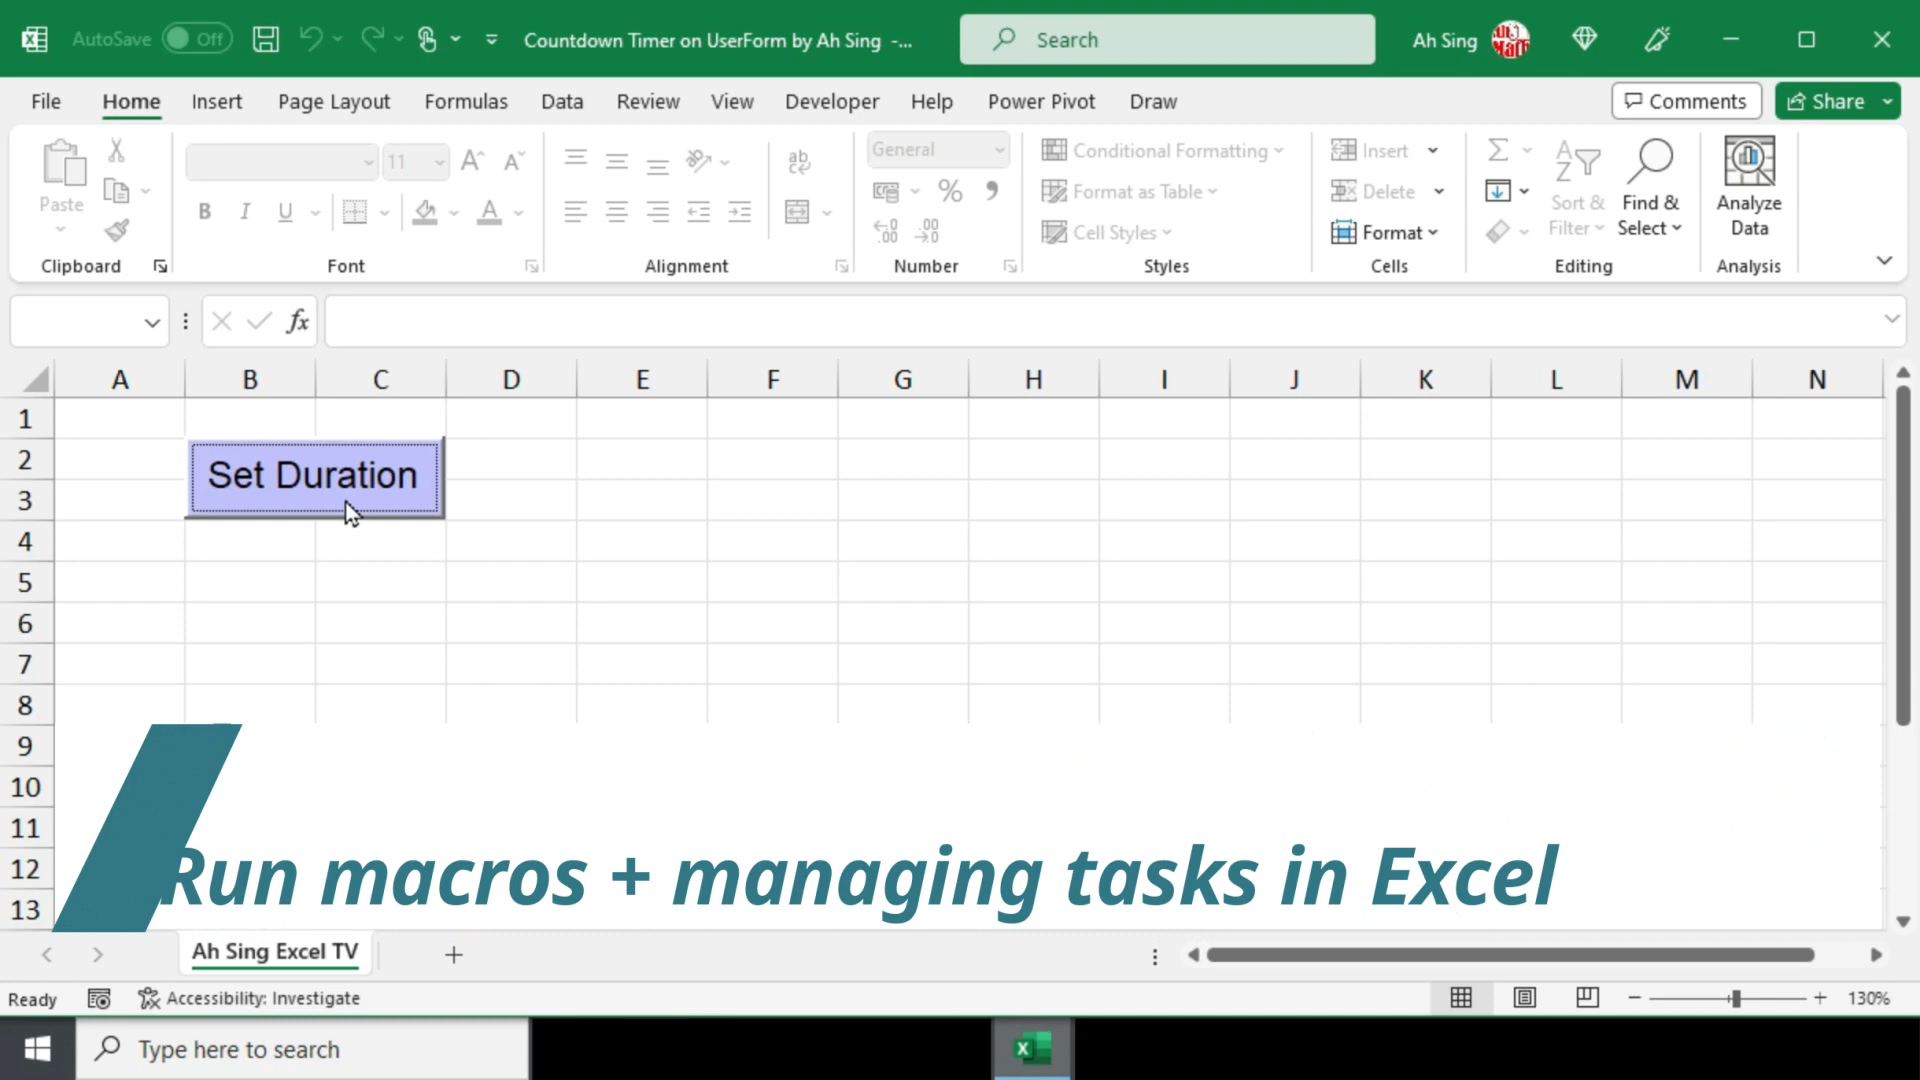 AutoSave Off Countdown Timer on UserForm by Ah Sing -... Search Ah Sing
File Home Insert Page Layout Formulas Data Review View Developer Help Power Pivot Draw Comments Share
Paste
Clipboard
11
B I U A
Font
ab
Alignment
General
% 9
.00 .00
Number
Conditional Formatting
Format as Table
Cell Styles
Styles
Insert
Delete
Format
Cells
Sort & Filter
Find & Select
Editing
Analyze Data
Analysis
fx
A B C D E F G H I J K L M N
1
2
3
4
5
6
7
8
9
10
11
12
13
Set Duration
Run macros + managing tasks in Excel
Ah Sing Excel TV
Ready Accessibility: Investigate 130%
Type here to search